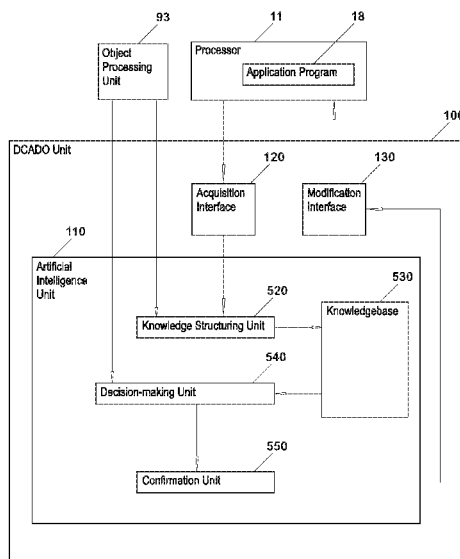 93
11
18
Object
Processing
Unit
Processor
Application Program
100
DCADO Unit
120
130
Acquisition
Interface
Modification
Interface
110
Artificial
Intelligence
Unit
520
530
Knowledge Structuring Unit
Knowledgebase
540
Decision-making Unit
550
Confirmation Unit